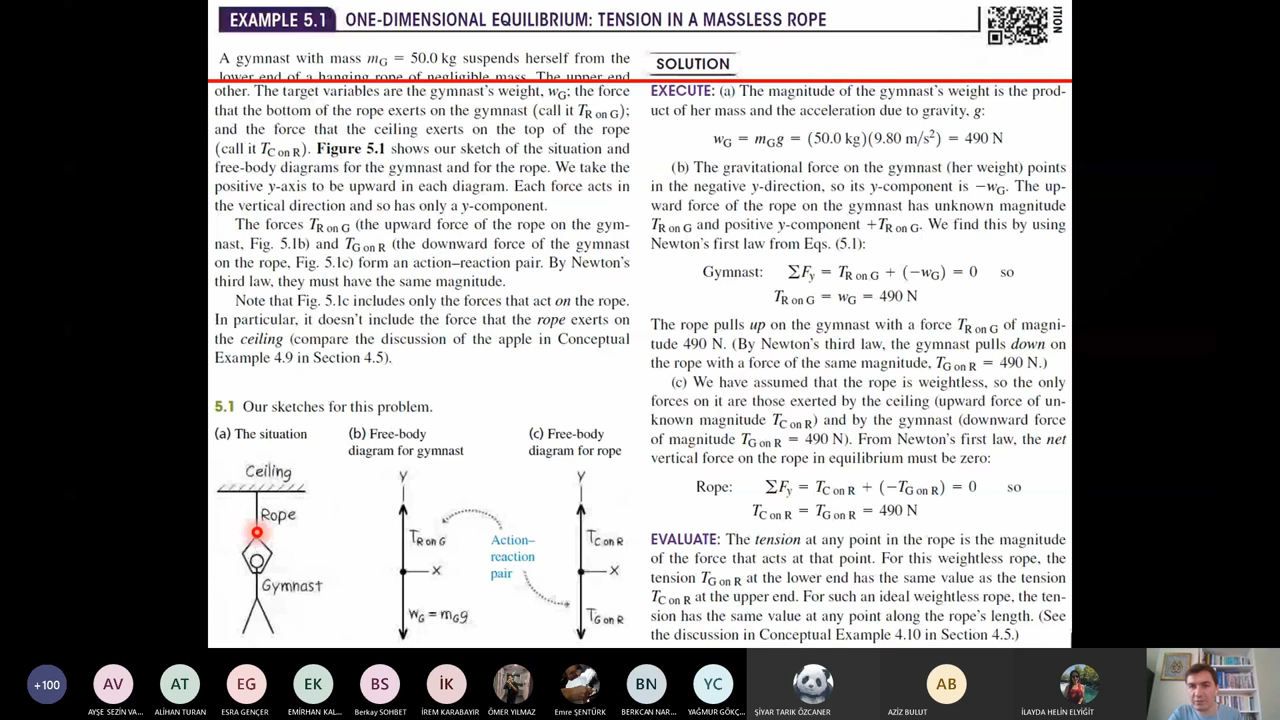 EXAMPLE 5.1 ONE-DIMENSIONAL EQUILIBRIUM: TENSION IN A MASSLESS ROPE
ITION
A gymnast with mass mG = 50.0 kg suspends herself from the
lower end of a hanging rope of negligible mass. The upper end
other. The target variables are the gymnast's weight, wG; the force
that the bottom of the rope exerts on the gymnast (call it TR on G);
and the force that the ceiling exerts on the top of the rope
(call it TC on R). Figure 5.1 shows our sketch of the situation and
free-body diagrams for the gymnast and for the rope. We take the
positive y-axis to be upward in each diagram. Each force acts in
the vertical direction and so has only a y-component.
The forces TR on G (the upward force of the rope on the gym-
nast, Fig. 5.1b) and TG on R (the downward force of the gymnast
on the rope, Fig. 5.1c) form an action–reaction pair. By Newton's
third law, they must have the same magnitude.
Note that Fig. 5.1c includes only the forces that act on the rope.
In particular, it doesn't include the force that the rope exerts on
the ceiling (compare the discussion of the apple in Conceptual
Example 4.9 in Section 4.5).
5.1 Our sketches for this problem.
(a) The situation
(b) Free-body
diagram for gymnast
(c) Free-body
diagram for rope
Ceiling
Rope
Gymnast
y
TR on G
x
wG = mGg
Action–
reaction
pair
y
TC on R
x
TG on R
SOLUTION
EXECUTE: (a) The magnitude of the gymnast's weight is the prod-
uct of her mass and the acceleration due to gravity, g:
wG = mGg = (50.0 kg)(9.80 m/s²) = 490 N
(b) The gravitational force on the gymnast (her weight) points
in the negative y-direction, so its y-component is −wG. The up-
ward force of the rope on the gymnast has unknown magnitude
TR on G and positive y-component +TR on G. We find this by using
Newton's first law from Eqs. (5.1):
Gymnast: ΣFy = TR on G + (−wG) = 0 so
TR on G = wG = 490 N
The rope pulls up on the gymnast with a force TR on G of magni-
tude 490 N. (By Newton's third law, the gymnast pulls down on
the rope with a force of the same magnitude, TG on R = 490 N.)
(c) We have assumed that the rope is weightless, so the only
forces on it are those exerted by the ceiling (upward force of un-
known magnitude TC on R) and by the gymnast (downward force
of magnitude TG on R = 490 N). From Newton's first law, the net
vertical force on the rope in equilibrium must be zero:
Rope: ΣFy = TC on R + (−TG on R) = 0 so
TC on R = TG on R = 490 N
EVALUATE: The tension at any point in the rope is the magnitude
of the force that acts at that point. For this weightless rope, the
tension TG on R at the lower end has the same value as the tension
TC on R at the upper end. For such an ideal weightless rope, the ten-
sion has the same value at any point along the rope's length. (See
the discussion in Conceptual Example 4.10 in Section 4.5.)
+100 AV AT EG EK BS İK BN YC AB
AYŞE SEZİN VA... ALİHAN TURAN ESRA GENÇER EMİRHAN KAL... Berkay SOHBET İREM KARABAYIR ÖMER YILMAZ Emre ŞENTÜRK BERKCAN NAR... YAĞMUR GÖKÇ... ŞİYAR TARIK ÖZCANER AZİZ BULUT İLAYDA HELİN ELYİĞİT